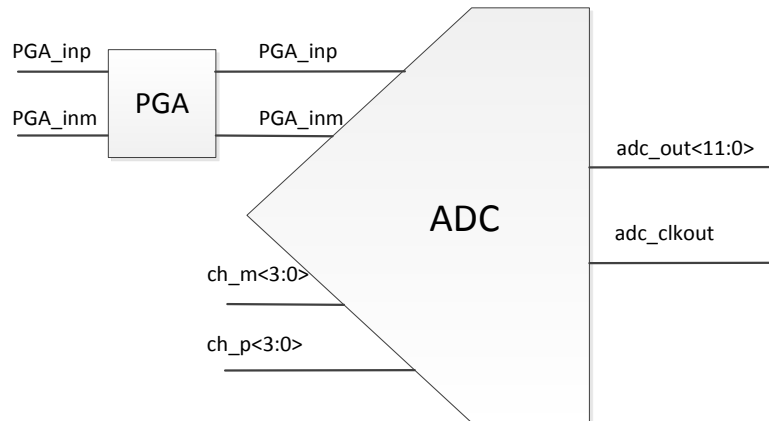 PGA_inp
PGA_inp
PGA
PGA_inm
PGA_inm
adc_out<11:0>
ADC
adc_clkout
ch_m<3:0>
ch_p<3:0>